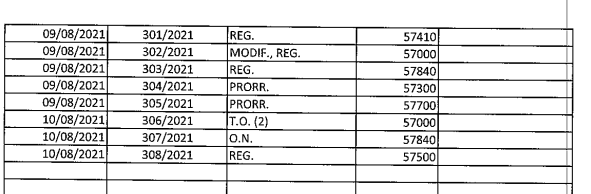 09/08/2021 301/2021 REG. 57410
09/08/2021 302/2021 MODIF., REG. 57000
09/08/2021 303/2021 REG. 57840
09/08/2021 304/2021 PRORR. 57300
09/08/2021 305/2021 PRORR. 57700
10/08/2021 306/2021 T.O. (2) 57000
10/08/2021 307/2021 O.N. 57840
10/08/2021 308/2021 REG. 57500